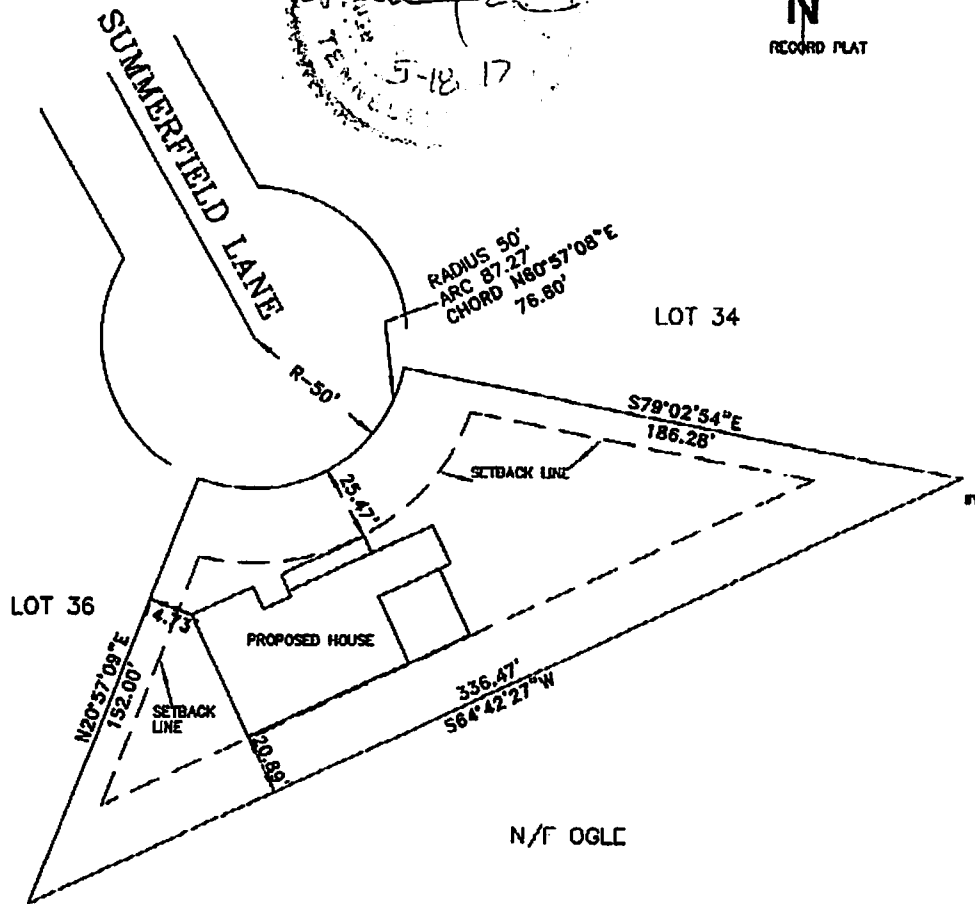 N
RECORD PLAT
5-18 17
SUMMERFIELD LANE
RADIUS 50'
ARC 87.27'
CHORD N80°57'08"E
76.60'
LOT 34
R-50'
S79°02'54"E
186.28'
SETBACK LINE
25.47'
LOT 36
4.73'
PROPOSED HOUSE
N20°57'09"E
152.00'
SETBACK
LINE
336.47'
S64°42'27"W
20.89'
N/F OGLE